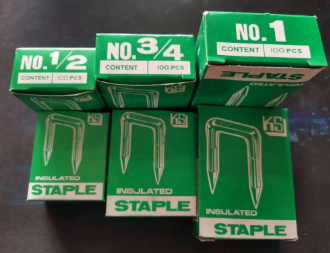 NO.1/2
CONTENT 100.PCS
NO.3/4
CONTENT 100.PCS
NO.1
CONTENT 100.PCS
STAPLE
KS
INSULATED
STAPLE
KS
INSULATED
STAPLE
KS
INSULATED
STAPLE